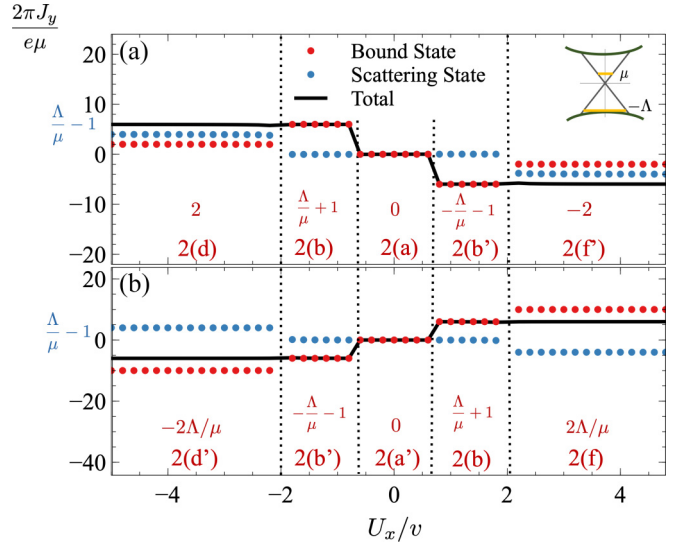 2πJ_y/eμ
(a)
Bound State
Scattering State
Total
μ
−Λ
20
10
Λ/μ − 1
0
−10
−20
2
Λ/μ + 1
0
−Λ/μ − 1
−2
2(d)
2(b)
2(a)
2(b')
2(f')
(b)
Λ/μ − 1
20
0
−20
−40
−2Λ/μ
−Λ/μ − 1
0
Λ/μ + 1
2Λ/μ
2(d')
2(b')
2(a')
2(b)
2(f)
−4 −2 0 2 4
U_x/v